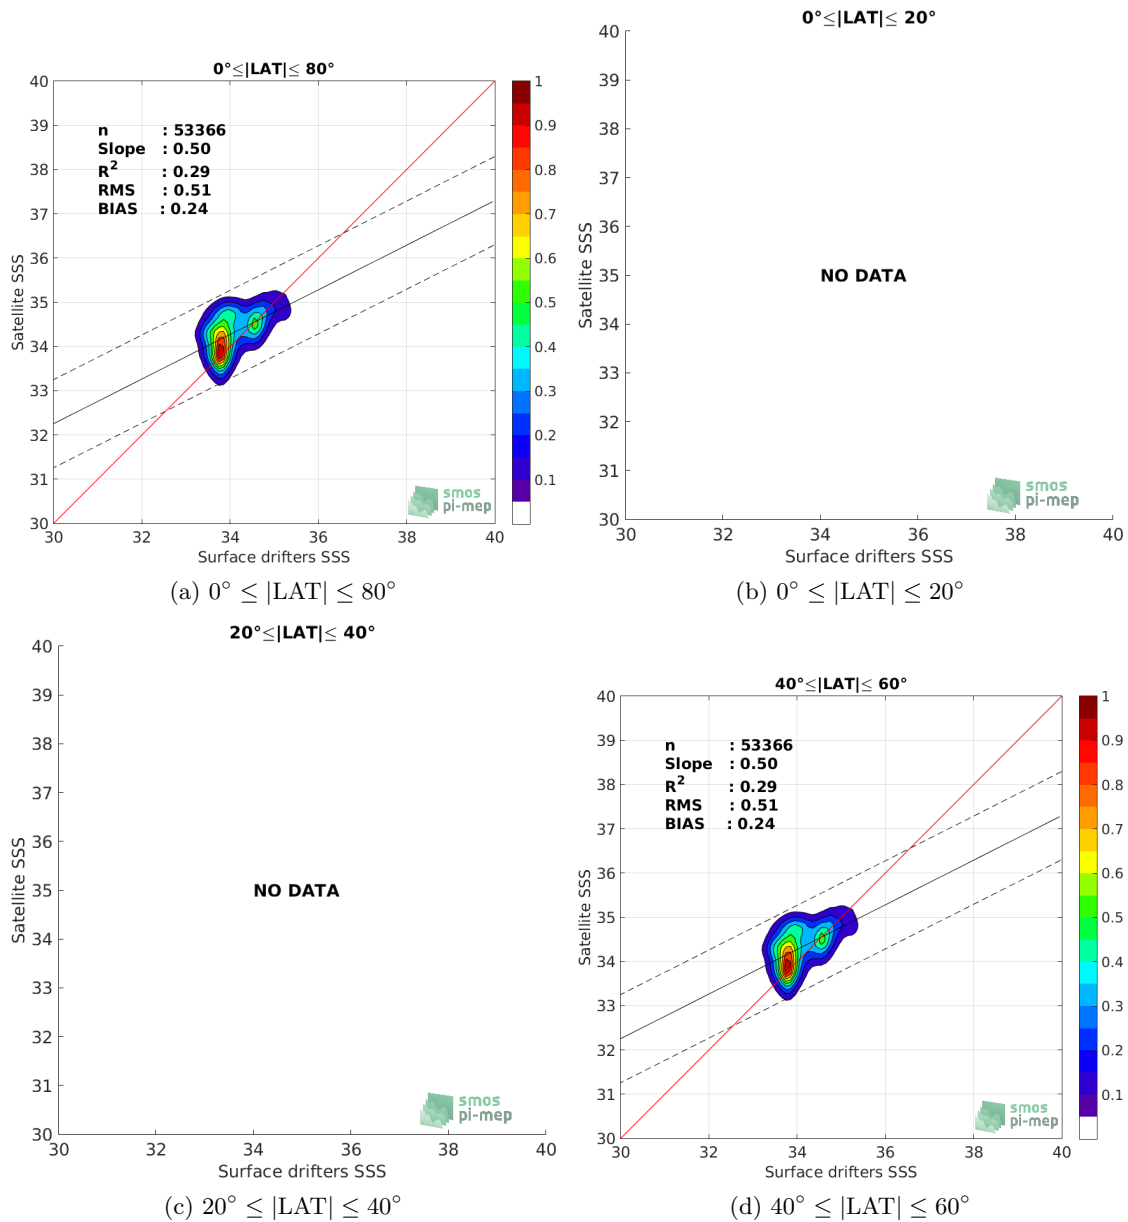 0°≤|LAT|≤ 80°
40
39
38
37
36
35
34
33
32
31
30
n : 53366
Slope : 0.50
R2 : 0.29
RMS : 0.51
BIAS : 0.24
1
0.9
0.8
0.7
0.6
0.5
0.4
0.3
0.2
0.1
Satellite SSS
smos
pi-mep
30 32 34 36 38 40
Surface drifters SSS
(a) 0° ≤ |LAT| ≤ 80°
0°≤|LAT|≤ 20°
40
39
38
37
36
35
34
33
32
31
30
Satellite SSS
NO DATA
smos
pi-mep
30 32 34 36 38 40
Surface drifters SSS
(b) 0° ≤ |LAT| ≤ 20°
20°≤|LAT|≤ 40°
40
39
38
37
36
35
34
33
32
31
30
Satellite SSS
NO DATA
smos
pi-mep
30 32 34 36 38 40
Surface drifters SSS
(c) 20° ≤ |LAT| ≤ 40°
40°≤|LAT|≤ 60°
40
39
38
37
36
35
34
33
32
31
30
n : 53366
Slope : 0.50
R2 : 0.29
RMS : 0.51
BIAS : 0.24
1
0.9
0.8
0.7
0.6
0.5
0.4
0.3
0.2
0.1
Satellite SSS
smos
pi-mep
30 32 34 36 38 40
Surface drifters SSS
(d) 40° ≤ |LAT| ≤ 60°